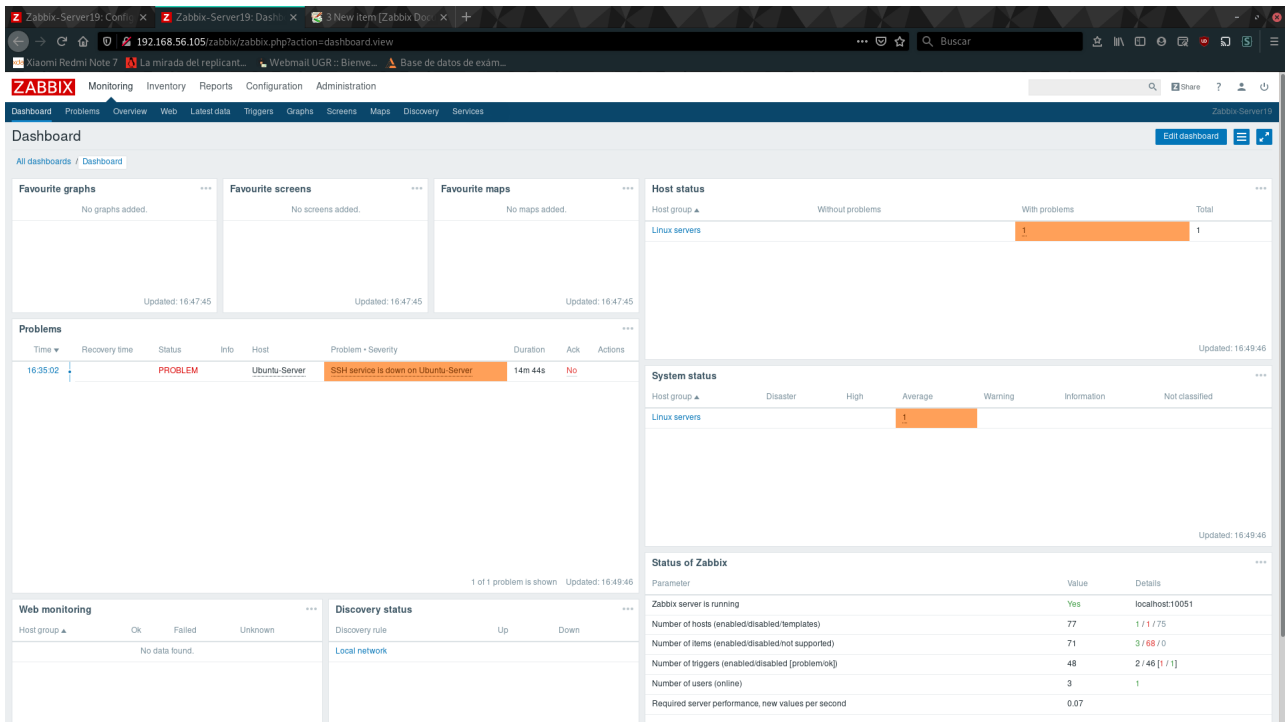 Zabbix-Server19: Config
Zabbix-Server19: Dashb
3 New item [Zabbix Doc
192.168.56.105/zabbix/zabbix.php?action=dashboard.view
Buscar
Xiaomi Redmi Note 7
La mirada del replicant...
Webmail UGR :: Bienve...
Base de datos de exám...
ZABBIX
Monitoring Inventory Reports Configuration Administration
Share ?
Dashboard Problems Overview Web Latest data Triggers Graphs Screens Maps Discovery Services
Zabbix-Server19
Dashboard
Edit dashboard
All dashboards / Dashboard
Favourite graphs
No graphs added.
Updated: 16:47:45
Favourite screens
No screens added.
Updated: 16:47:45
Favourite maps
No maps added.
Updated: 16:47:45
Host status
Host group Without problems With problems Total
Linux servers 1 1
Updated: 16:49:46
Problems
Time Recovery time Status Info Host Problem • Severity Duration Ack Actions
16:35:02 PROBLEM Ubuntu-Server SSH service is down on Ubuntu-Server 14m 44s No
1 of 1 problem is shown Updated: 16:49:46
System status
Host group Disaster High Average Warning Information Not classified
Linux servers 1
Updated: 16:49:46
Web monitoring
Host group Ok Failed Unknown
No data found.
Discovery status
Discovery rule Up Down
Local network
Status of Zabbix
Parameter Value Details
Zabbix server is running Yes localhost:10051
Number of hosts (enabled/disabled/templates) 77 1 / 1 / 75
Number of items (enabled/disabled/not supported) 71 3 / 68 / 0
Number of triggers (enabled/disabled [problem/ok]) 48 2 / 46 [1 / 1]
Number of users (online) 3 1
Required server performance, new values per second 0.07